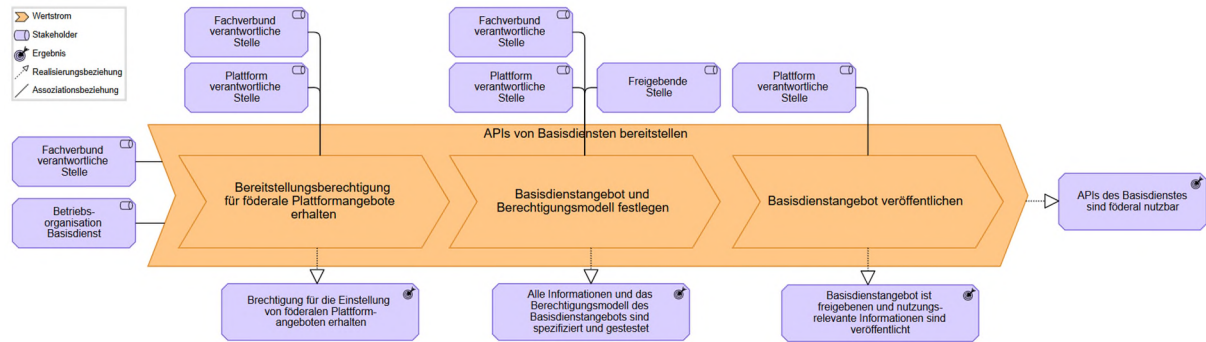 Wertstrom
Stakeholder
Ergebnis
Realisierungsbeziehung
Assoziationsbeziehung
Fachverbund
verantwortliche
Stelle
Plattform
verantwortliche
Stelle
Fachverbund
verantwortliche
Stelle
Plattform
verantwortliche
Stelle
Freigebende
Stelle
Plattform
verantwortliche
Stelle
Fachverbund
verantwortliche
Stelle
Betriebs-
organisation
Basisdienst
APIs von Basisdiensten bereitstellen
Bereitstellungsberechtigung
für föderale Plattformangebote
erhalten
Basisdienstangebot und
Berechtigungsmodell festlegen
Basisdienstangebot veröffentlichen
APIs des Basisdienstes
sind föderal nutzbar
Brechtigung für die Einstellung
von föderalen Plattform-
angeboten erhalten
Alle Informationen und das
Berechtigungsmodell des
Basisdienstangebots sind
spezifiziert und gestestet
Basisdienstangebot ist
freigebenen und nutzungs-
relevante Informationen sind
veröffentlicht